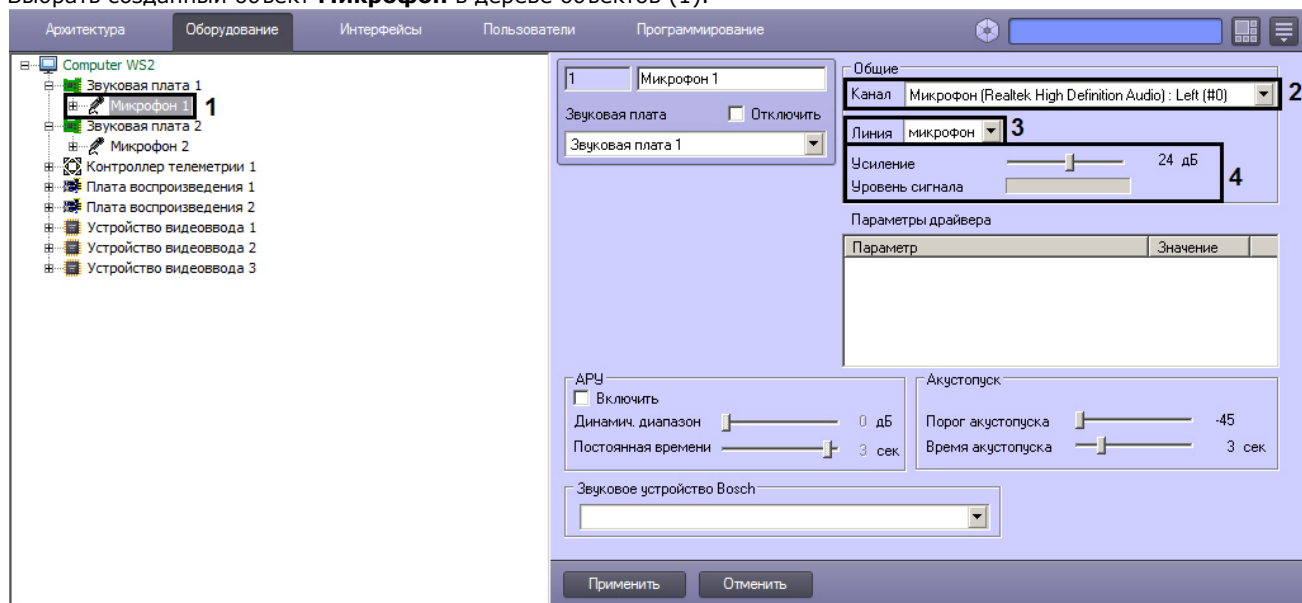 Выбрать созданный объект Микрофон в дереве объектов (1).
Архитектура Оборудование Интерфейсы Пользователи Программирование
Computer WS2
Звуковая плата 1
Микрофон 1 1
Звуковая плата 2
Микрофон 2
Контроллер телеметрии 1
Плата воспроизведения 1
Плата воспроизведения 2
Устройство видеоввода 1
Устройство видеоввода 2
Устройство видеоввода 3
1 Микрофон 1
Звуковая плата Отключить
Звуковая плата 1
Общие
Канал Микрофон (Realtek High Definition Audio) : Left (#0) 2
Линия микрофон 3
Усиление 24 дБ
Уровень сигнала 4
Параметры драйвера
Параметр Значение
АРУ
Включить
Динамич. диапазон 0 дБ
Постоянная времени 3 сек
Акустопуск
Порог акустопуска -45
Время акустопуска 3 сек
Звуковое устройство Bosch
Применить Отменить